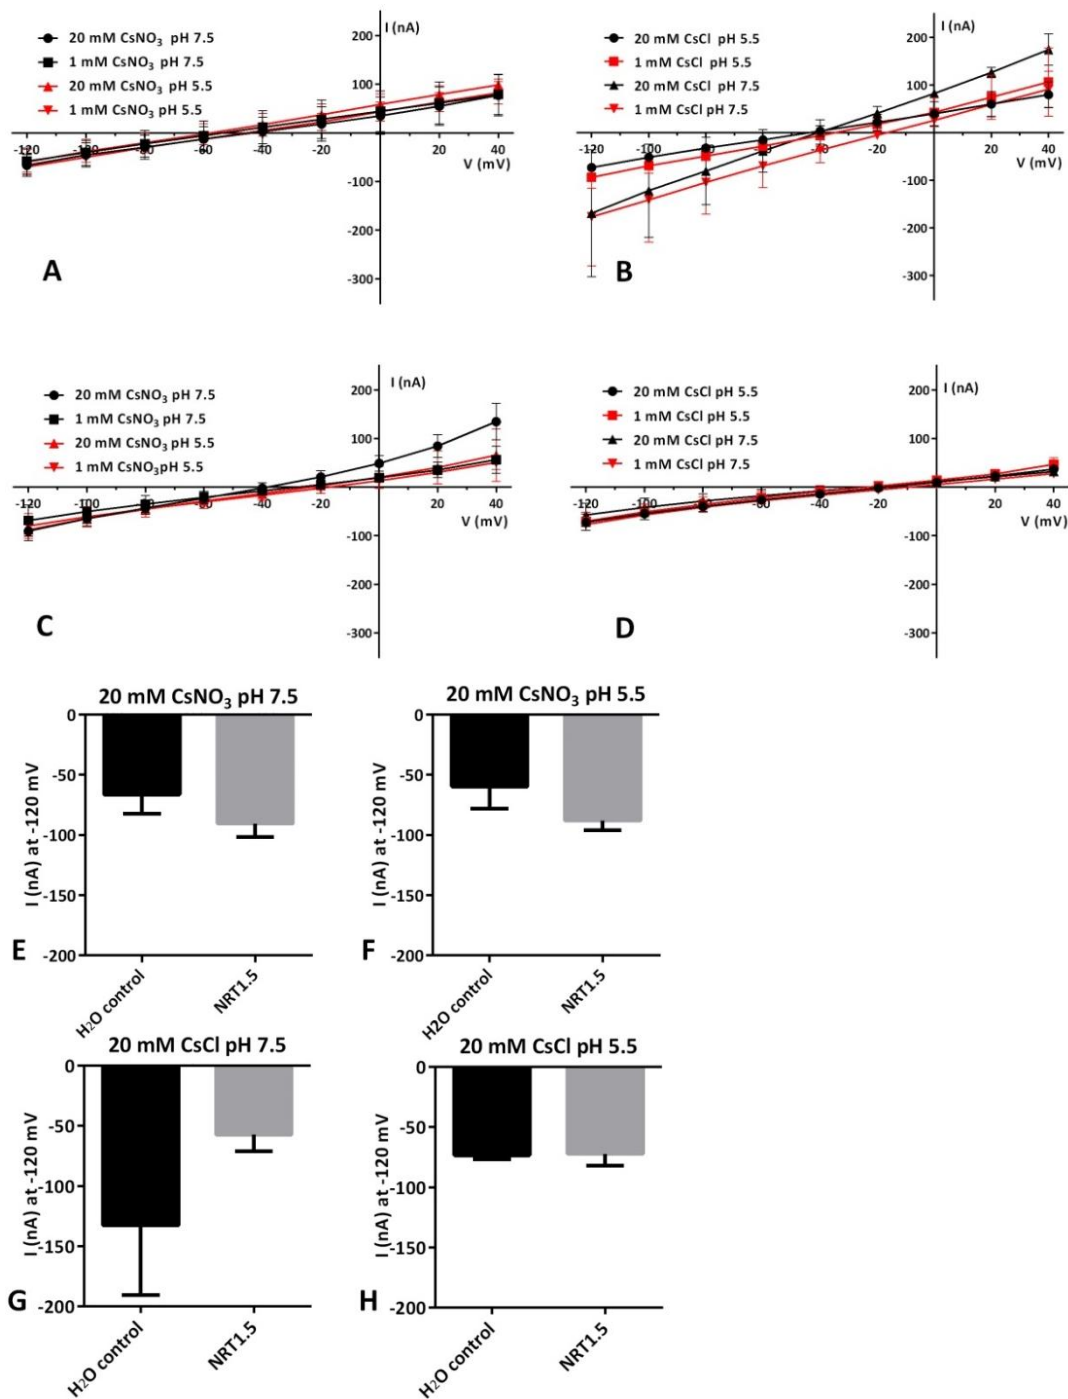 I (nA)
20 mM CsNO₃ pH 7.5
1 mM CsNO₃ pH 7.5
20 mM CsNO₃ pH 5.5
1 mM CsNO₃ pH 5.5
200
100
-120 -100 -80 -60 -40 -20 20 40
V (mV)
-100
-200
-300
A
I (nA)
20 mM CsCl pH 5.5
1 mM CsCl pH 5.5
20 mM CsCl pH 7.5
1 mM CsCl pH 7.5
200
100
-120 -100 -80 -60 -40 -20 20 40
V (mV)
-100
-200
-300
B
I (nA)
20 mM CsNO₃ pH 7.5
1 mM CsNO₃ pH 7.5
20 mM CsNO₃ pH 5.5
1 mM CsNO₃pH 5.5
200
100
-120 -100 -80 -60 -40 -20 20 40
V (mV)
-100
-200
-300
C
I (nA)
20 mM CsCl pH 5.5
1 mM CsCl pH 5.5
20 mM CsCl pH 7.5
1 mM CsCl pH 7.5
200
100
-120 -100 -80 -60 -40 -20 20 40
V (mV)
-100
-200
-300
D
20 mM CsNO₃ pH 7.5
0
-50
-100
-150
-200
I (nA) at -120 mV
E
H₂O control
NRT1.5
20 mM CsNO₃ pH 5.5
0
-50
-100
-150
-200
I (nA) at -120 mV
F
H2O control
NRT1.5
20 mM CsCl pH 7.5
0
-50
-100
-150
-200
I (nA) at -120 mV
G
H₂O control
NRT1.5
20 mM CsCl pH 5.5
0
-50
-100
-150
-200
I (nA) at -120 mV
H
H₂O control
NRT1.5